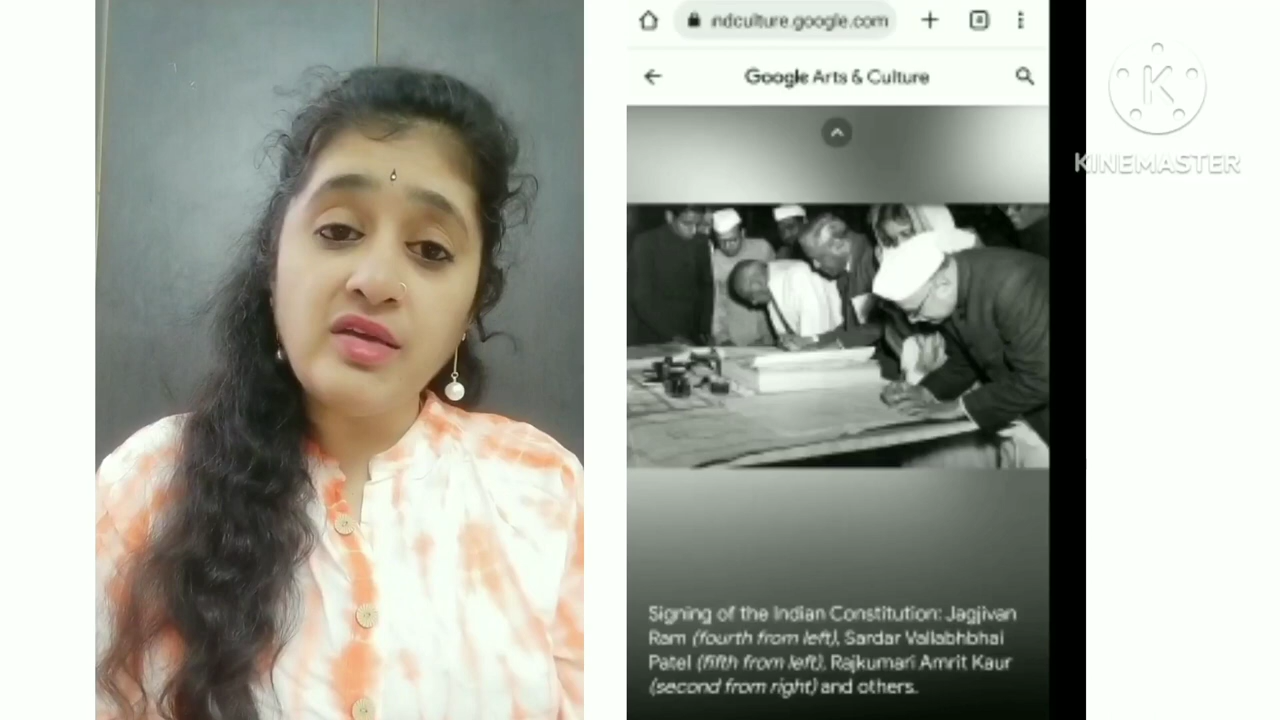 ndculture.google.com
Google Arts & Culture
Signing of the Indian Constitution: Jagjivan
Ram (fourth from left), Sardar Vallabhbhai
Patel (fifth from left), Rajkumari Amrit Kaur
(second from right) and others.
K
KINEMASTER